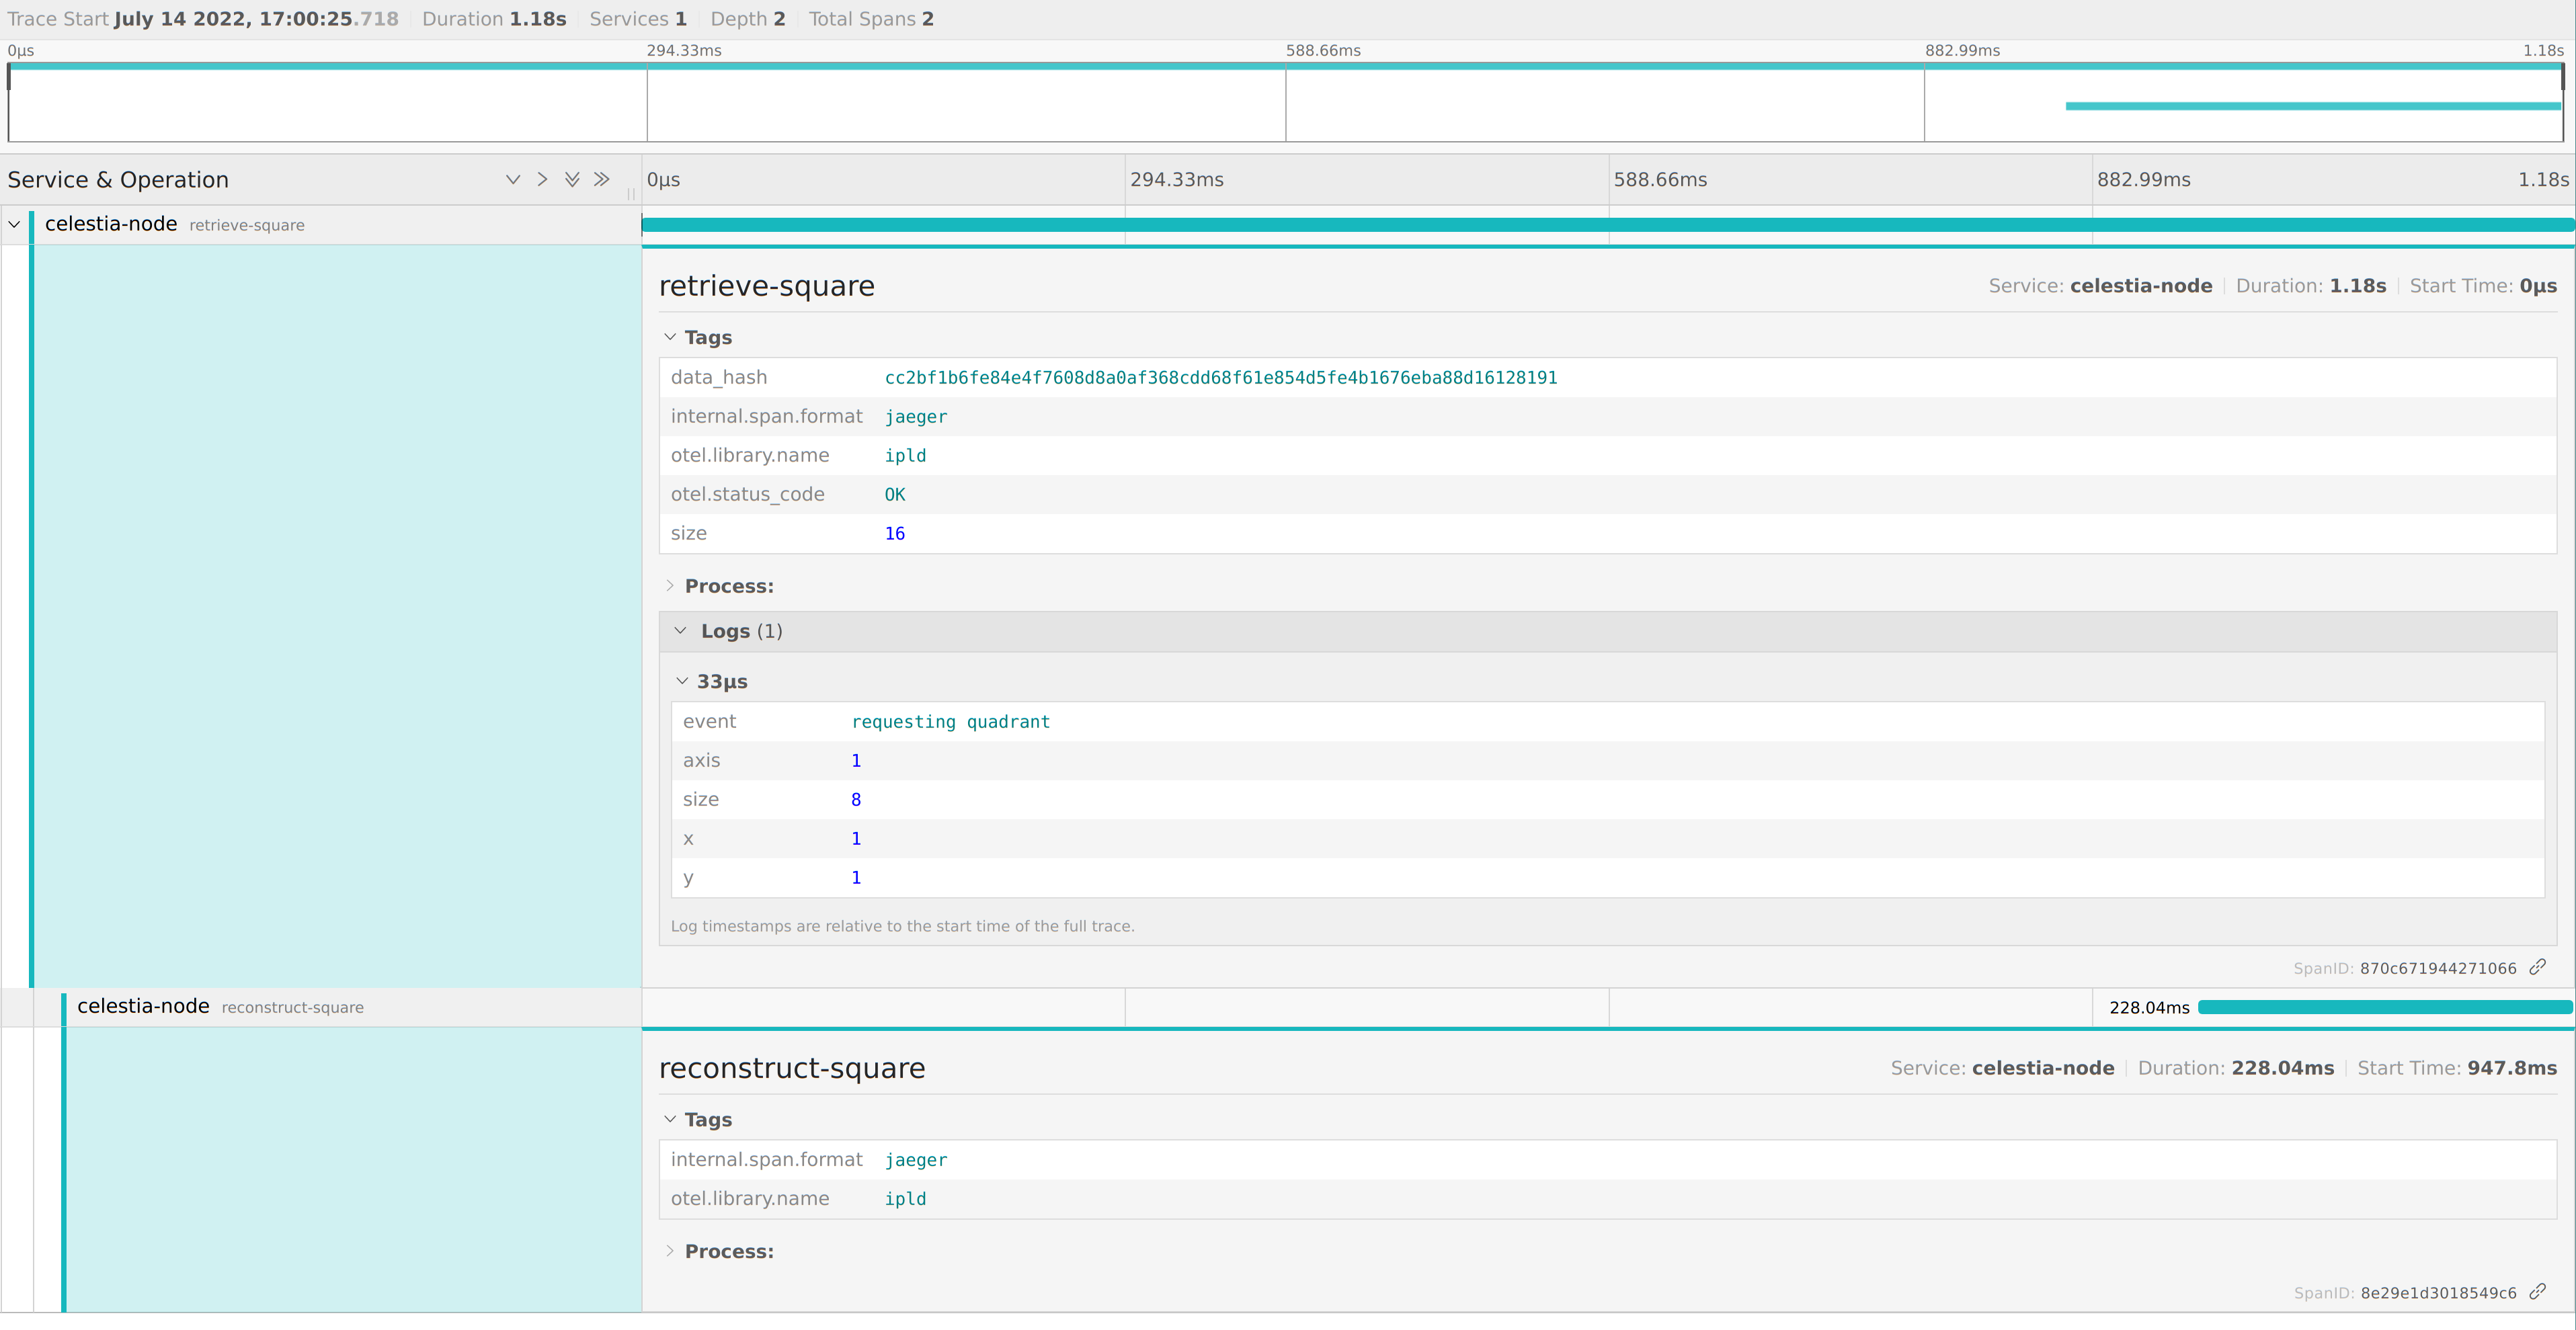 Trace Start July 14 2022, 17:00:25.718 Duration 1.18s Services 1 Depth 2 Total Spans 2
0μs 294.33ms 588.66ms 882.99ms 1.18s
Service & Operation 0μs 294.33ms 588.66ms 882.99ms 1.18s
celestia-node retrieve-square
retrieve-square Service: celestia-node Duration: 1.18s Start Time: 0μs
Tags
data_hash cc2bf1b6fe84e4f7608d8a0af368cdd68f61e854d5fe4b1676eba88d16128191
internal.span.format jaeger
otel.library.name ipld
otel.status_code OK
size 16
Process:
Logs (1)
33μs
event requesting quadrant
axis 1
size 8
x 1
y 1
Log timestamps are relative to the start time of the full trace.
SpanID: 870c671944271066
celestia-node reconstruct-square 228.04ms
reconstruct-square Service: celestia-node Duration: 228.04ms Start Time: 947.8ms
Tags
internal.span.format jaeger
otel.library.name ipld
Process:
SpanID: 8e29e1d3018549c6